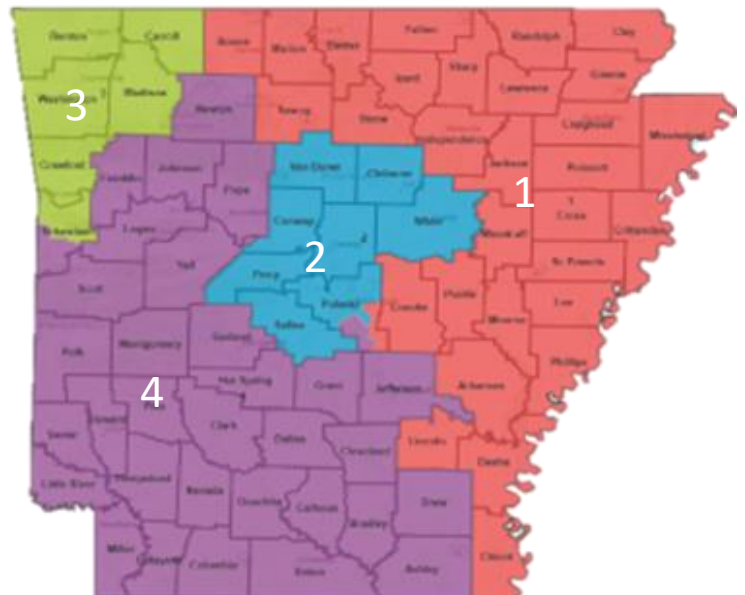 Benton
Carroll
Boone
Marion
Baxter
Fulton
Randolph
Clay
Washington
Madison
Newton
Searcy
Izard
Sharp
Lawrence
Greene
3
Stone
Independence
Craighead
Mississippi
Crawford
Franklin
Johnson
Pope
Van Buren
Cleburne
Jackson
Poinsett
1
Logan
Conway
White
Woodruff
Cross
Crittenden
Sebastian
Yell
2
St. Francis
Scott
Perry
Pulaski
Lonoke
Prairie
Monroe
Lee
Saline
Phillips
Polk
Montgomery
Garland
4
Hot Spring
Grant
Jefferson
Arkansas
Pike
Howard
Clark
Dallas
Lincoln
Sevier
Cleveland
Desha
Little River
Hempstead
Nevada
Ouachita
Calhoun
Bradley
Drew
Miller
Lafayette
Columbia
Union
Ashley
Chicot